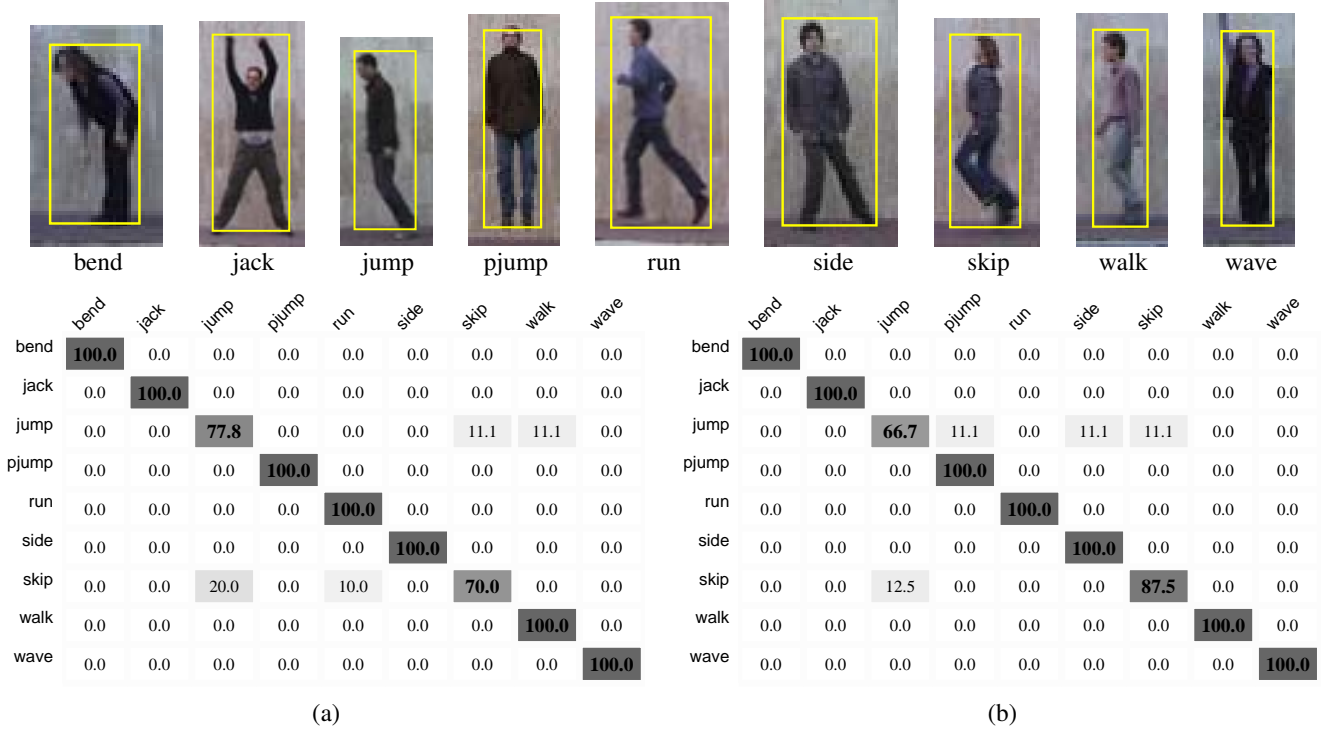 bend jack jump pjump run side skip walk wave
bend jack jump pjump run side skip walk wave
bend 100.0 0.0 0.0 0.0 0.0 0.0 0.0 0.0 0.0
jack 0.0 100.0 0.0 0.0 0.0 0.0 0.0 0.0 0.0
jump 0.0 0.0 77.8 0.0 0.0 0.0 11.1 11.1 0.0
pjump 0.0 0.0 0.0 100.0 0.0 0.0 0.0 0.0 0.0
run 0.0 0.0 0.0 0.0 100.0 0.0 0.0 0.0 0.0
side 0.0 0.0 0.0 0.0 0.0 100.0 0.0 0.0 0.0
skip 0.0 0.0 20.0 0.0 10.0 0.0 70.0 0.0 0.0
walk 0.0 0.0 0.0 0.0 0.0 0.0 0.0 100.0 0.0
wave 0.0 0.0 0.0 0.0 0.0 0.0 0.0 0.0 100.0
(a)
bend jack jump pjump run side skip walk wave
bend 100.0 0.0 0.0 0.0 0.0 0.0 0.0 0.0 0.0
jack 0.0 100.0 0.0 0.0 0.0 0.0 0.0 0.0 0.0
jump 0.0 0.0 66.7 11.1 0.0 11.1 11.1 0.0 0.0
pjump 0.0 0.0 0.0 100.0 0.0 0.0 0.0 0.0 0.0
run 0.0 0.0 0.0 0.0 100.0 0.0 0.0 0.0 0.0
side 0.0 0.0 0.0 0.0 0.0 100.0 0.0 0.0 0.0
skip 0.0 0.0 12.5 0.0 0.0 0.0 87.5 0.0 0.0
walk 0.0 0.0 0.0 0.0 0.0 0.0 0.0 100.0 0.0
wave 0.0 0.0 0.0 0.0 0.0 0.0 0.0 0.0 100.0
(b)